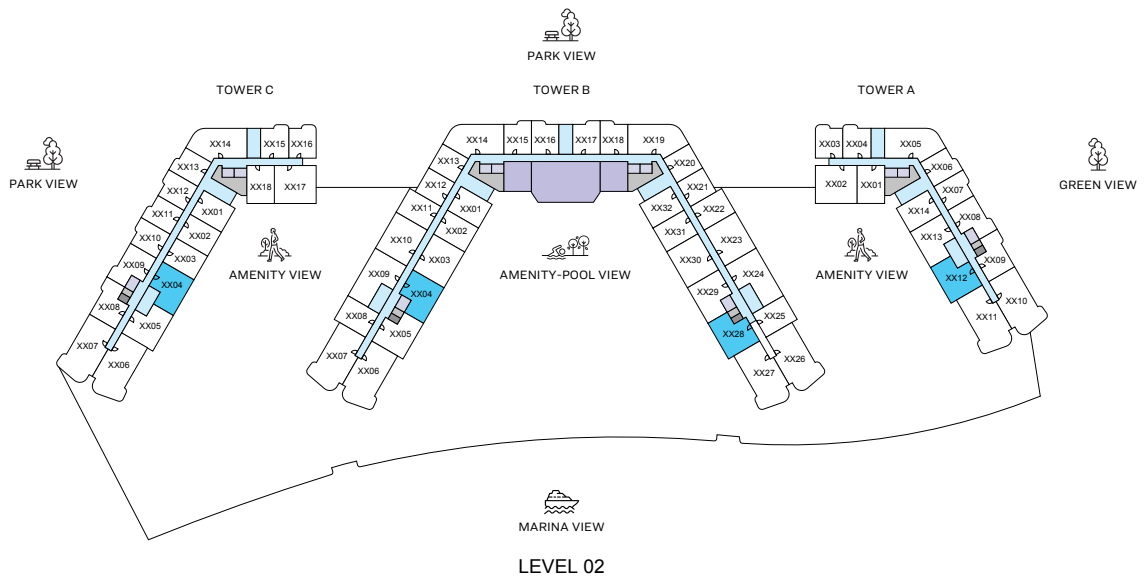 PARK VIEW
TOWER C
TOWER B
TOWER A
PARK VIEW
GREEN VIEW
XX14
XX15
XX16
XX13
XX18
XX17
XX12
XX01
XX11
XX02
XX10
XX03
XX09
XX04
XX08
XX05
XX07
XX06
AMENITY VIEW
XX14
XX15
XX16
XX17
XX18
XX19
XX13
XX20
XX12
XX01
XX21
XX32
XX11
XX02
XX22
XX31
XX10
XX03
XX23
XX30
XX09
XX04
XX24
XX29
XX08
XX05
XX25
XX28
XX07
XX06
XX26
XX27
AMENITY-POOL VIEW
XX03
XX04
XX05
XX02
XX01
XX06
XX07
XX14
XX08
XX13
XX09
XX12
XX10
XX11
AMENITY VIEW
MARINA VIEW
LEVEL 02